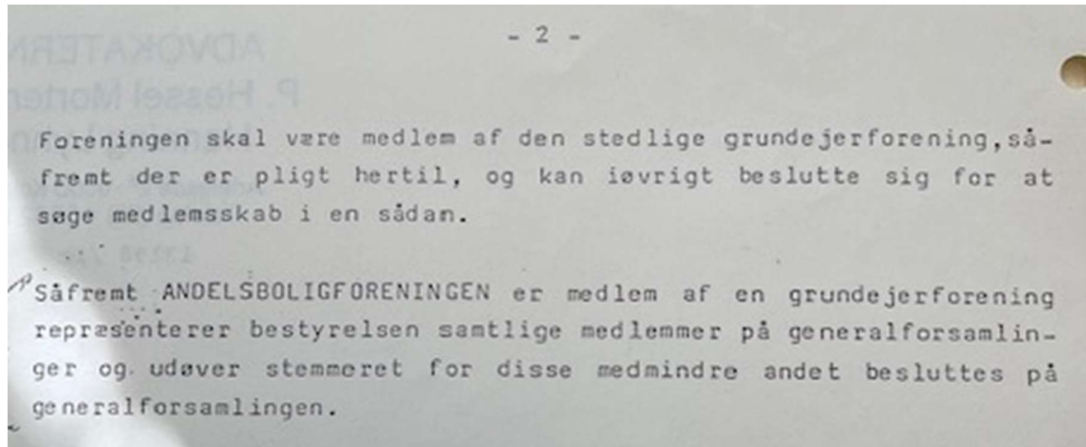 - 2 -
Foreningen skal være medlem af den stedlige grundejerforening,så-
fremt der er pligt hertil, og kan iøvrigt beslutte sig for at
søge medlemsskab i en sådan.
Såfremt ANDELSBOLIGFORENINGEN er medlem af en grundejerforening
repræsenterer bestyrelsen samtlige medlemmer på generalforsamlin-
ger og udøver stemmeret for disse medmindre andet besluttes på
generalforsamlingen.